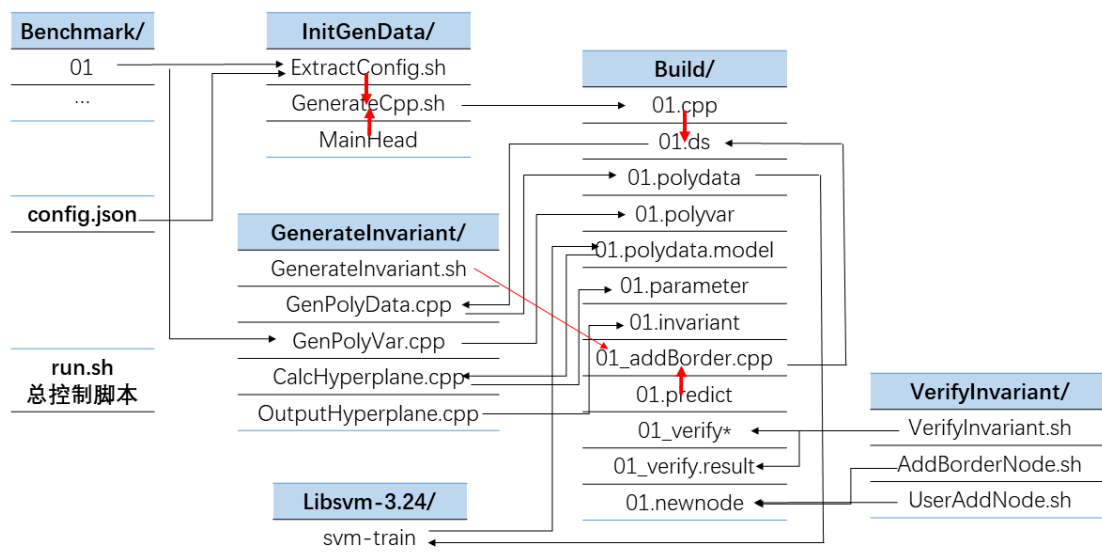 Benchmark/
01
...
config.json
run.sh
总控制脚本
InitGenData/
ExtractConfig.sh
GenerateCpp.sh
MainHead
GenerateInvariant/
GenerateInvariant.sh
GenPolyData.cpp
GenPolyVar.cpp
CalcHyperplane.cpp
OutputHyperplane.cpp
Libsvm-3.24/
svm-train
Build/
01.cpp
01.ds
01.polydata
01.polyvar
01.polydata.model
01.parameter
01.invariant
01_addBorder.cpp
01.predict
01_verify*
01_verify.result
01.newnode
VerifyInvariant/
VerifyInvariant.sh
AddBorderNode.sh
UserAddNode.sh